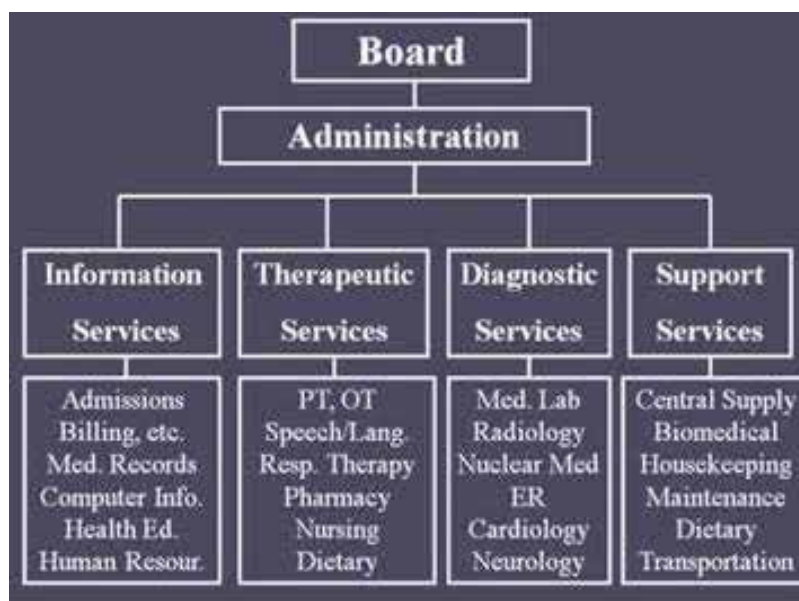 Board
Administration
Information
Services
Therapeutic
Services
Diagnostic
Services
Support
Services
Admissions
Billing, etc.
Med. Records
Computer Info.
Health Ed.
Human Resour.
PT, OT
Speech/Lang.
Resp. Therapy
Pharmacy
Nursing
Dietary
Med. Lab
Radiology
Nuclear Med
ER
Cardiology
Neurology
Central Supply
Biomedical
Housekeeping
Maintenance
Dietary
Transportation